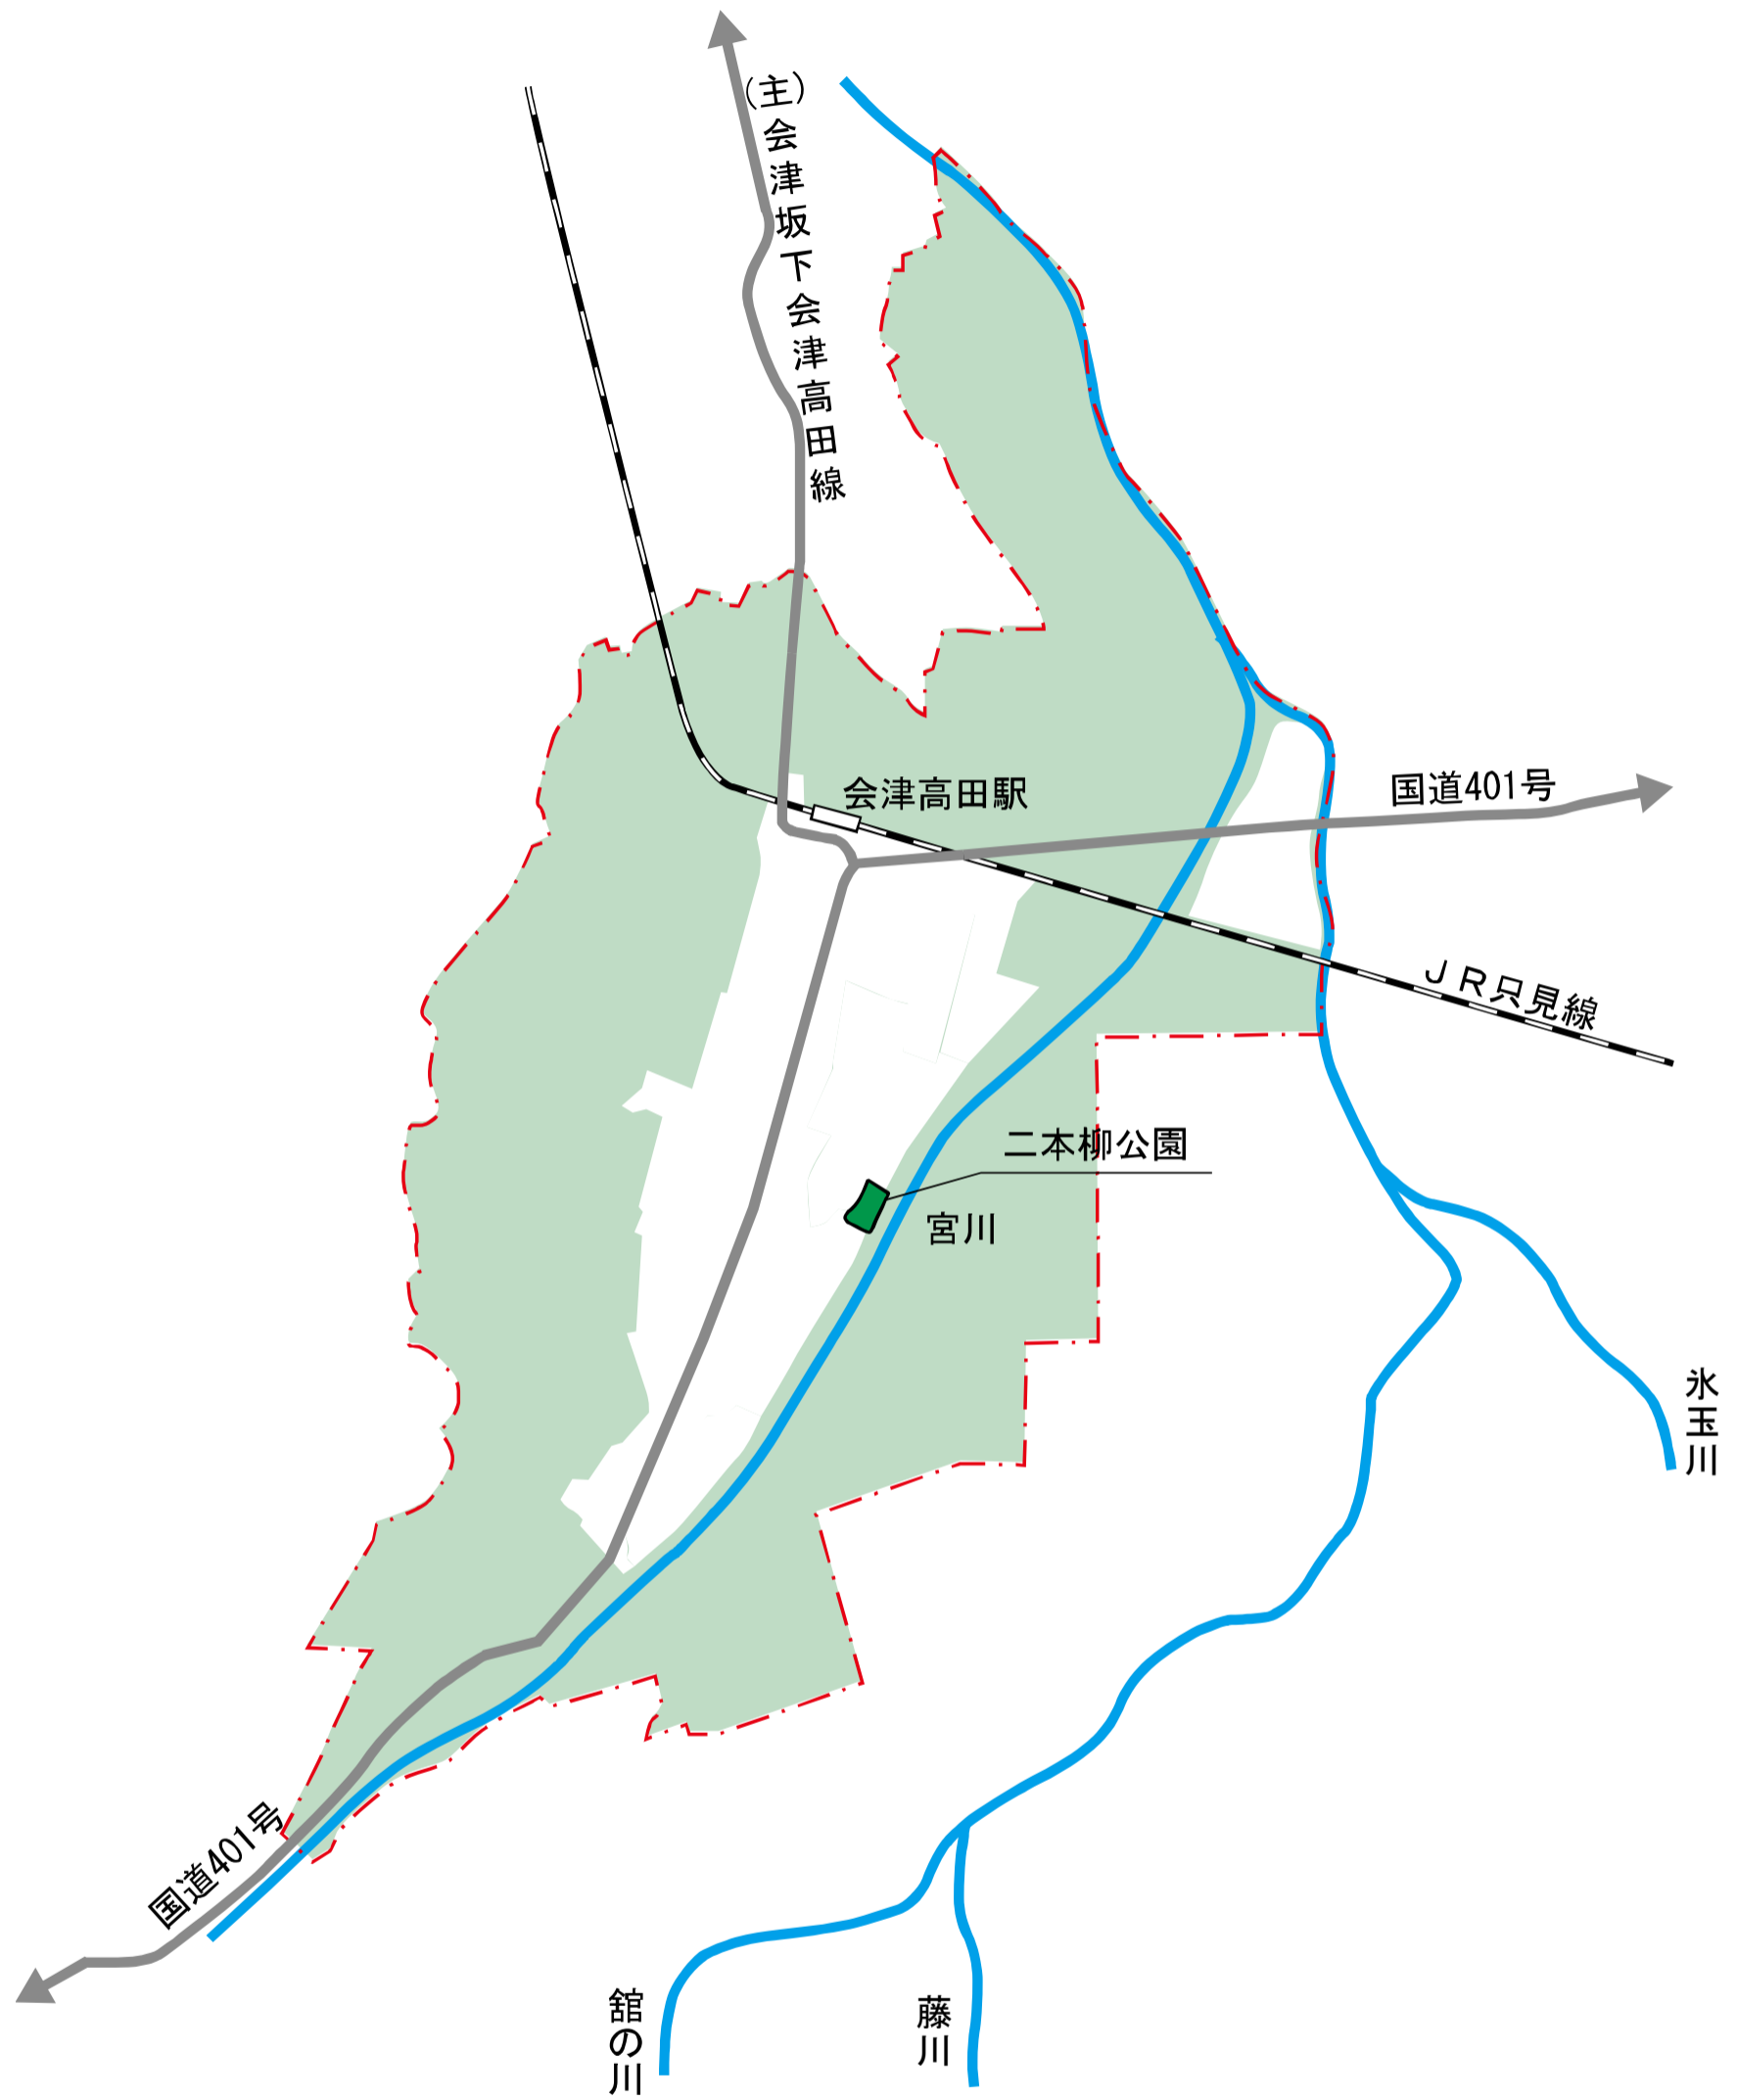 （主）会津坂下会津高田線
会津高田駅
国道401号
ＪＲ只見線
二本柳公園
宮川
氷玉川
国道401号
舘の川
藤川